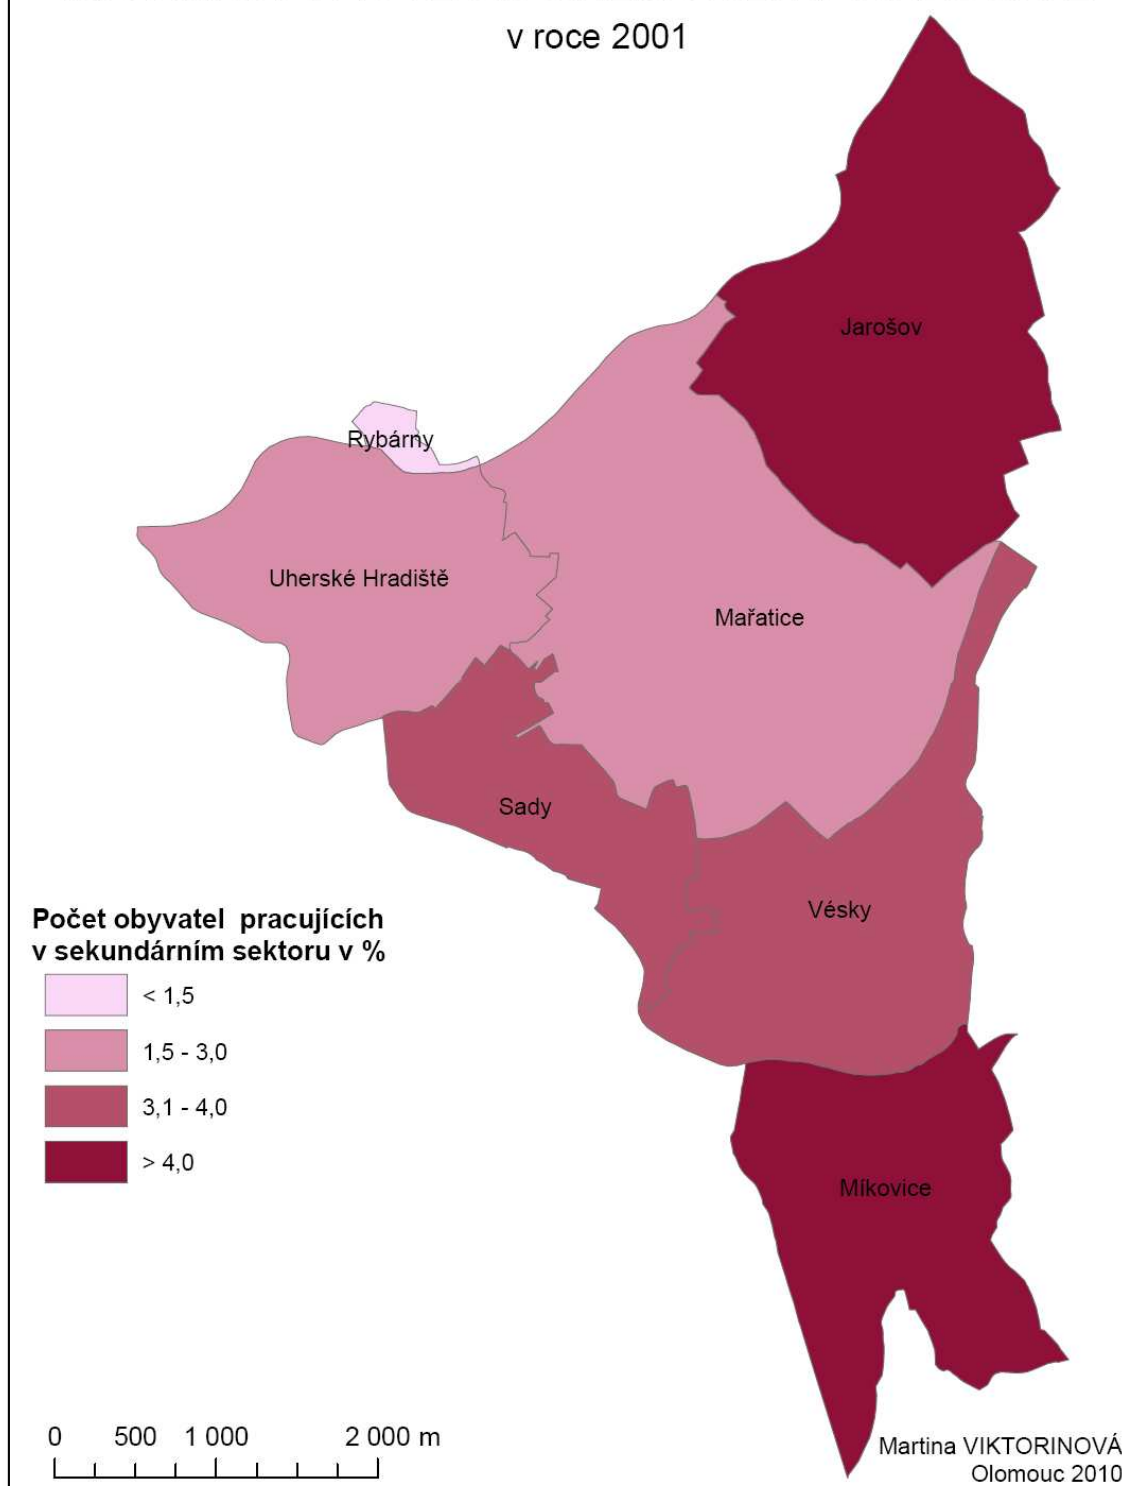 v roce 2001
Jarošov
Rybárny
Uherské Hradiště
Mařatice
Sady
Vésky
Počet obyvatel  pracujících
v sekundárním sektoru v %
< 1,5
1,5 - 3,0
3,1 - 4,0
> 4,0
Míkovice
0 500 1 000 2 000 m
Martina VIKTORINOVÁ
Olomouc 2010